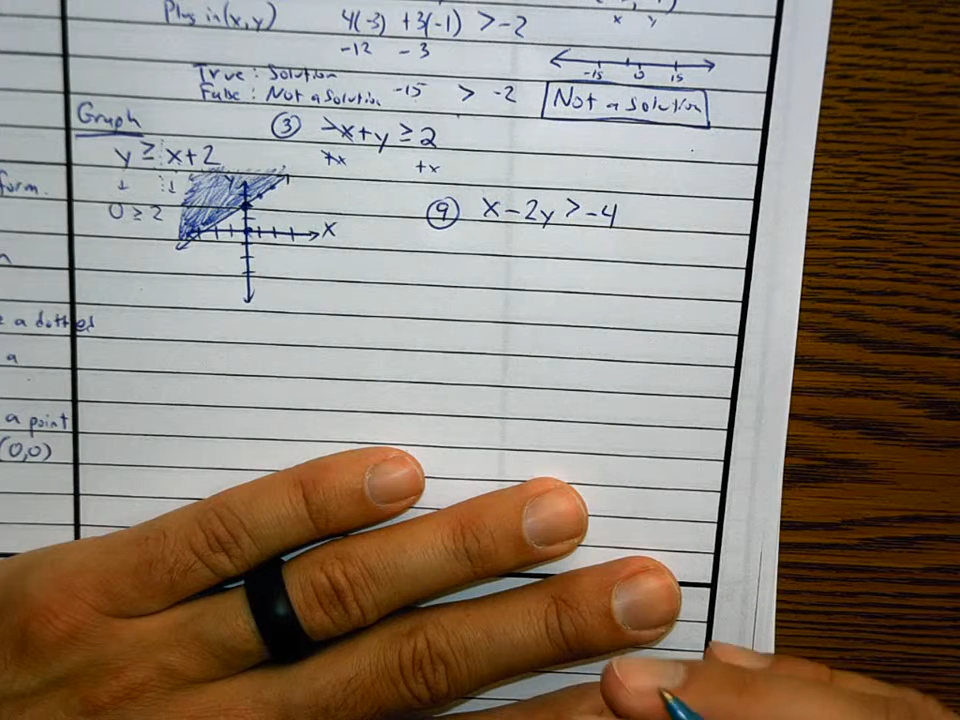 Plug in (x,y) 4(-3) +3(-1) > -2
x y
-12 -3
-15 0 15
True: Solution
False: Not a Solution -15 > -2 Not a solution
Graph ③ -x+y ≥ 2
y ≥ x+2 +x +x
form.
↓ ↓ y
0 ≥ 2 x ④ x-2y > -4
a dotted
a
a point
(0,0)